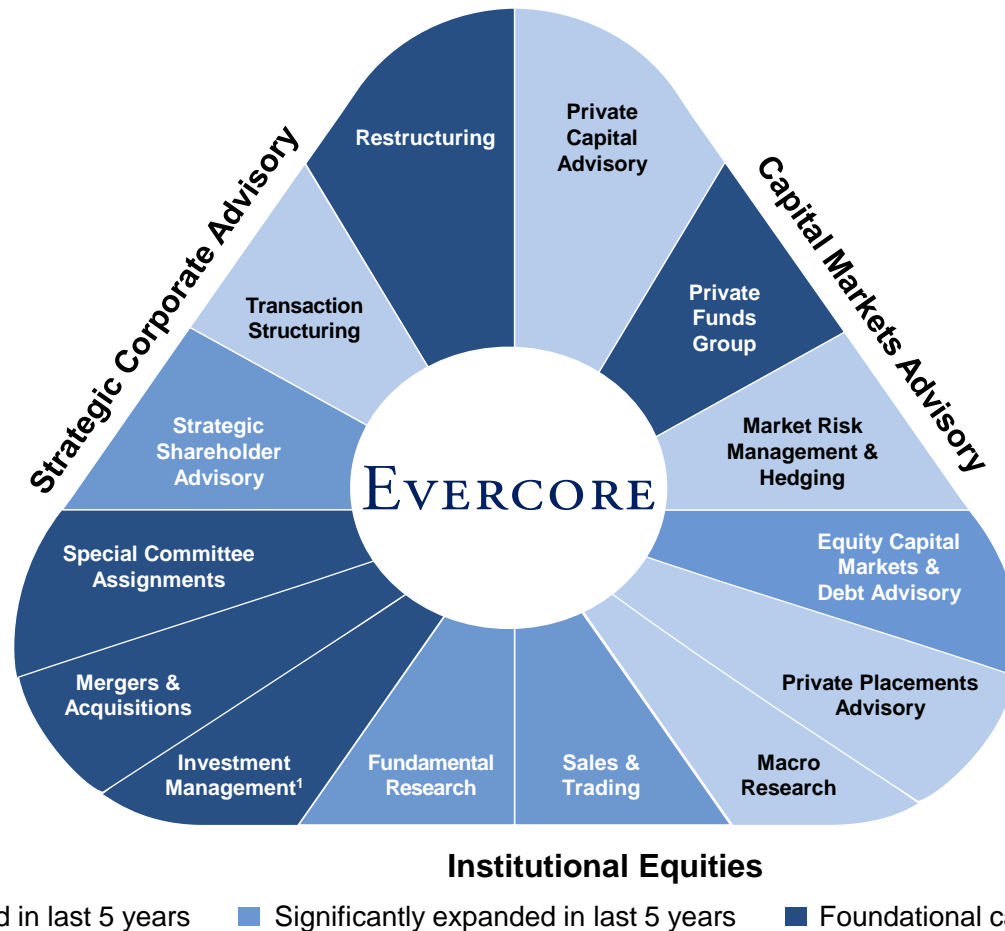 Restructuring
Private
Capital
Advisory
Strategic Corporate Advisory
Capital Markets Advisory
Transaction
Structuring
Private
Funds
Group
Strategic
Shareholder
Advisory
Market Risk
Management &
Hedging
EVERCORE
Special Committee
Assignments
Equity Capital
Markets &
Debt Advisory
Mergers &
Acquisitions
Private Placements
Advisory
Investment
Management¹
Fundamental
Research
Sales &
Trading
Macro
Research
Institutional Equities
in last 5 years
Significantly expanded in last 5 years
Foundational